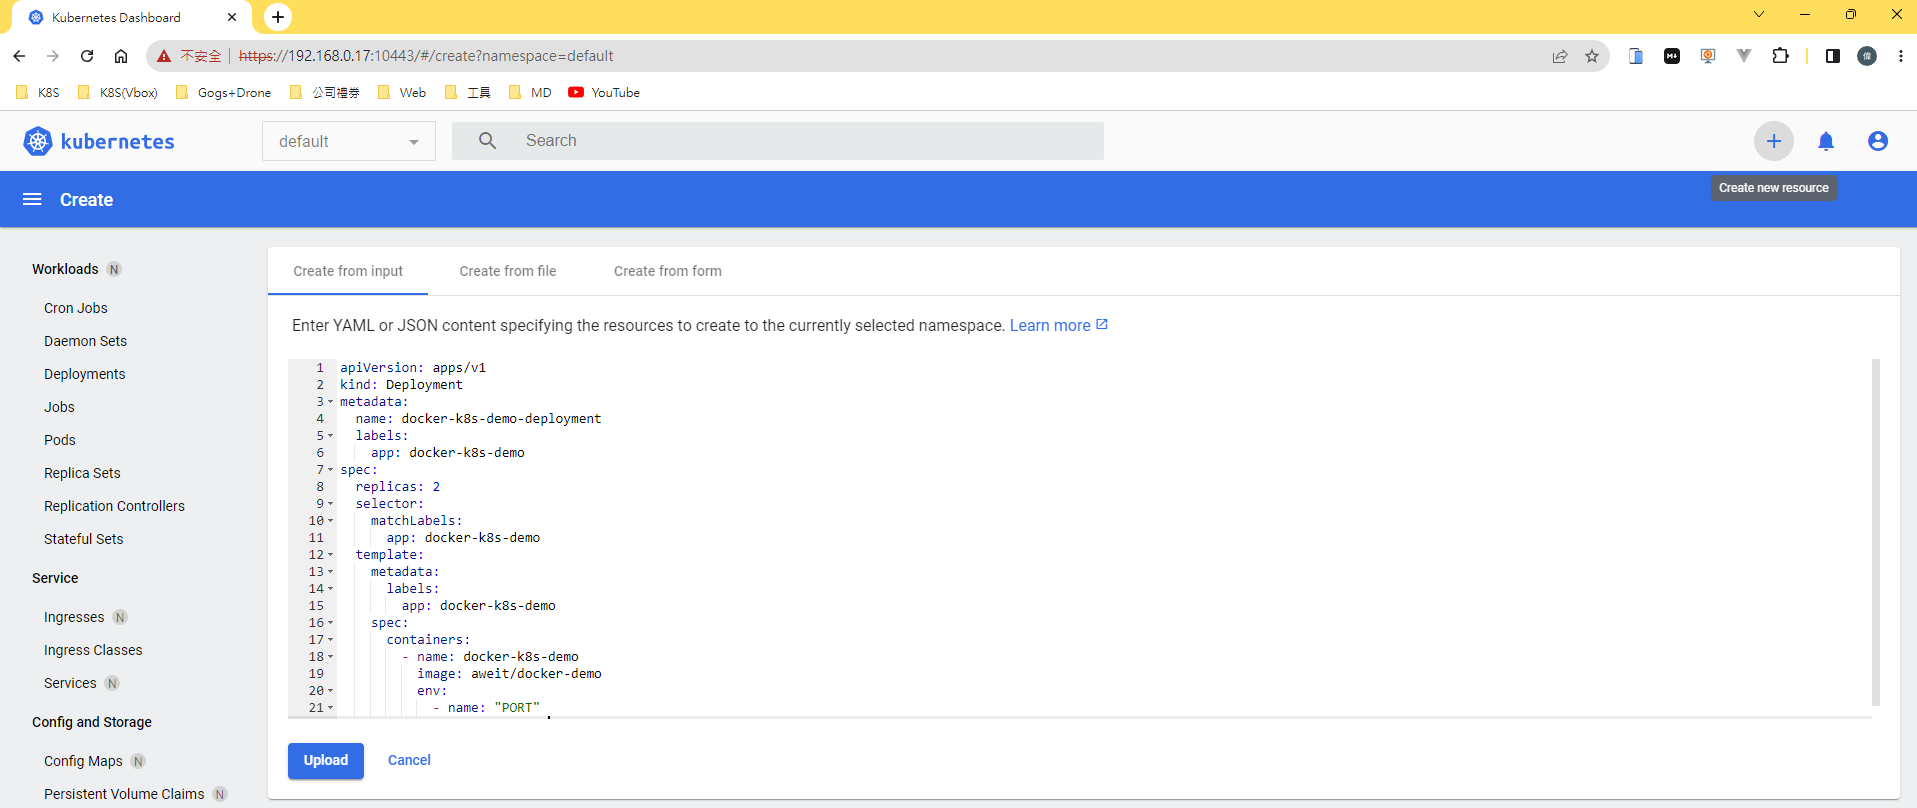 Kubernetes Dashboard
不安全 https://192.168.0.17:10443/#/create?namespace=default
K8S K8S(Vbox) Gogs+Drone 公司禮券 Web 工具 MD YouTube
kubernetes default Search
Create
Create new resource
Workloads N
Cron Jobs
Daemon Sets
Deployments
Jobs
Pods
Replica Sets
Replication Controllers
Stateful Sets
Service
Ingresses N
Ingress Classes
Services N
Config and Storage
Config Maps N
Persistent Volume Claims N
Create from input Create from file Create from form
Enter YAML or JSON content specifying the resources to create to the currently selected namespace. Learn more
1 apiVersion: apps/v1
2 kind: Deployment
3 metadata:
4 name: docker-k8s-demo-deployment
5 labels:
6 app: docker-k8s-demo
7 spec:
8 replicas: 2
9 selector:
10 matchLabels:
11 app: docker-k8s-demo
12 template:
13 metadata:
14 labels:
15 app: docker-k8s-demo
16 spec:
17 containers:
18 - name: docker-k8s-demo
19 image: aweit/docker-demo
20 env:
21 - name: "PORT"
Upload Cancel